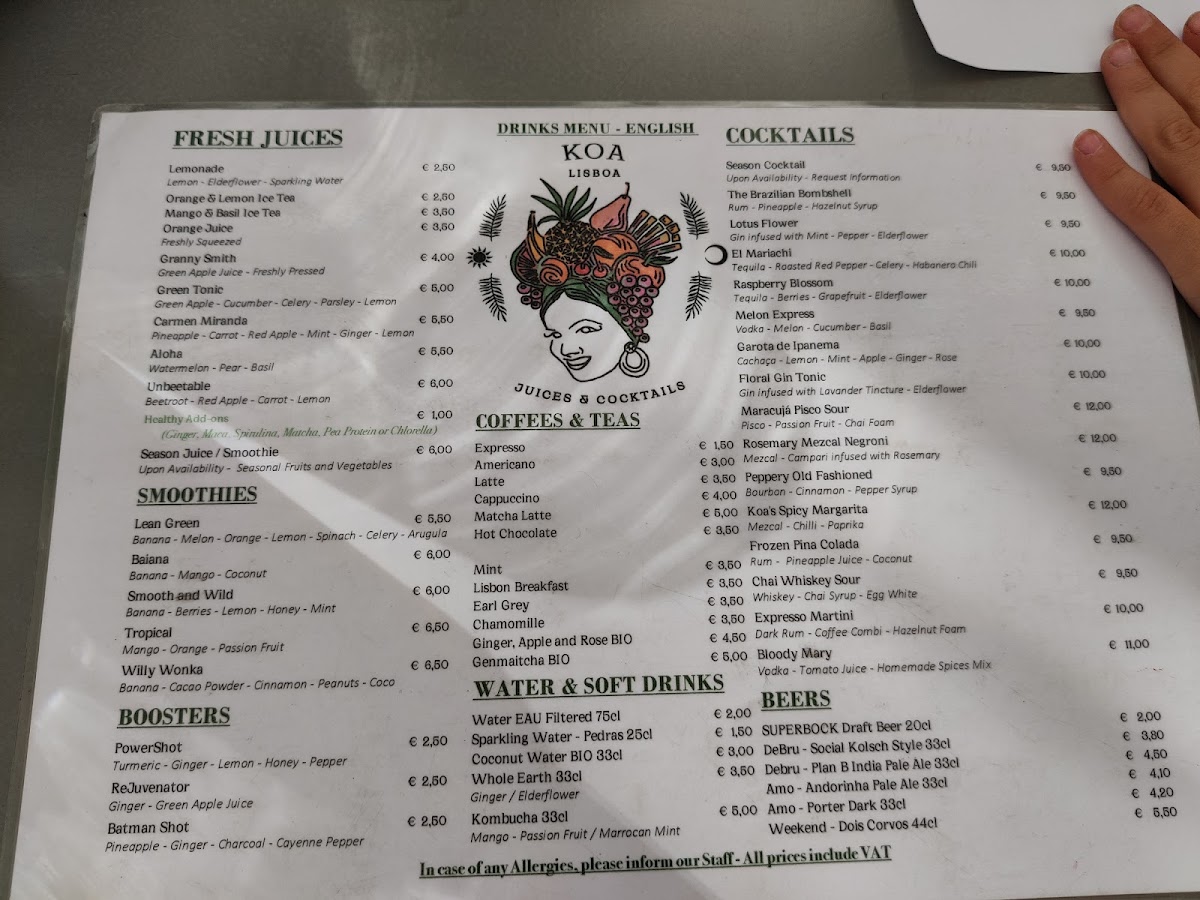 DRINKS MENU - ENGLISH
KOA
LISBOA
JUICES & COCKTAILS
FRESH JUICES
Lemonade € 2,50
Lemon - Elderflower - Sparkling Water
Orange & Lemon Ice Tea € 2,50
Mango & Basil Ice Tea € 3,50
Orange Juice € 3,50
Freshly Squeezed
Granny Smith € 4,00
Green Apple Juice - Freshly Pressed
Green Tonic € 5,00
Green Apple - Cucumber - Celery - Parsley - Lemon
Carmen Miranda € 5,50
Pineapple - Carrot - Red Apple - Mint - Ginger - Lemon
Aloha € 5,50
Watermelon - Pear - Basil
Unbeetable € 6,00
Beetroot - Red Apple - Carrot - Lemon
Healthy Add-ons € 1,00
(Ginger, Maca, Spirulina, Matcha, Pea Protein or Chlorella)
Season Juice / Smoothie € 6,00
Upon Availability - Seasonal Fruits and Vegetables
SMOOTHIES
Lean Green € 5,50
Banana - Melon - Orange - Lemon - Spinach - Celery - Arugula
Baiana € 6,00
Banana - Mango - Coconut
Smooth and Wild € 6,00
Banana - Berries - Lemon - Honey - Mint
Tropical € 6,50
Mango - Orange - Passion Fruit
Willy Wonka € 6,50
Banana - Cacao Powder - Cinnamon - Peanuts - Coco
BOOSTERS
PowerShot € 2,50
Turmeric - Ginger - Lemon - Honey - Pepper
ReJuvenator € 2,50
Ginger - Green Apple Juice
Batman Shot € 2,50
Pineapple - Ginger - Charcoal - Cayenne Pepper
COFFEES & TEAS
Expresso € 1,50
Americano € 3,00
Latte € 3,50
Cappuccino € 4,00
Matcha Latte € 5,00
Hot Chocolate € 3,50
Mint € 3,50
Lisbon Breakfast € 3,50
Earl Grey € 3,50
Chamomille € 3,50
Ginger, Apple and Rose BIO € 4,50
Genmaitcha BIO € 5,00
WATER & SOFT DRINKS
Water EAU Filtered 75cl € 2,00
Sparkling Water - Pedras 25cl € 1,50
Coconut Water BIO 33cl € 3,00
Whole Earth 33cl € 3,50
Ginger / Elderflower
Kombucha 33cl € 5,00
Mango - Passion Fruit / Marrocan Mint
COCKTAILS
Season Cocktail € 9,50
Upon Availability - Request Information
The Brazilian Bombshell € 9,50
Rum - Pineapple - Hazelnut Syrup
Lotus Flower € 9,50
Gin infused with Mint - Pepper - Elderflower
El Mariachi € 10,00
Tequila - Roasted Red Pepper - Celery - Habanero Chili
Raspberry Blossom € 10,00
Tequila - Berries - Grapefruit - Elderflower
Melon Express € 9,50
Vodka - Melon - Cucumber - Basil
Garota de Ipanema € 10,00
Cachaça - Lemon - Mint - Apple - Ginger - Rose
Floral Gin Tonic € 10,00
Gin infused with Lavander Tincture - Elderflower
Maracujá Pisco Sour € 12,00
Pisco - Passion Fruit - Chai Foam
Rosemary Mezcal Negroni € 12,00
Mezcal - Campari infused with Rosemary
Peppery Old Fashioned € 9,50
Bourbon - Cinnamon - Pepper Syrup
Koa's Spicy Margarita € 12,00
Mezcal - Chilli - Paprika
Frozen Pina Colada € 9,50
Rum - Pineapple Juice - Coconut
Chai Whiskey Sour € 9,50
Whiskey - Chai Syrup - Egg White
Expresso Martini € 10,00
Dark Rum - Coffee Combi - Hazelnut Foam
Bloody Mary € 11,00
Vodka - Tomato Juice - Homemade Spices Mix
BEERS
SUPERBOCK Draft Beer 20cl € 2,00
DeBru - Social Kolsch Style 33cl € 3,80
Debru - Plan B India Pale Ale 33cl € 4,50
Amo - Andorinha Pale Ale 33cl € 4,10
Amo - Porter Dark 33cl € 4,20
Weekend - Dois Corvos 44cl € 5,50
In case of any Allergies, please inform our Staff - All prices include VAT